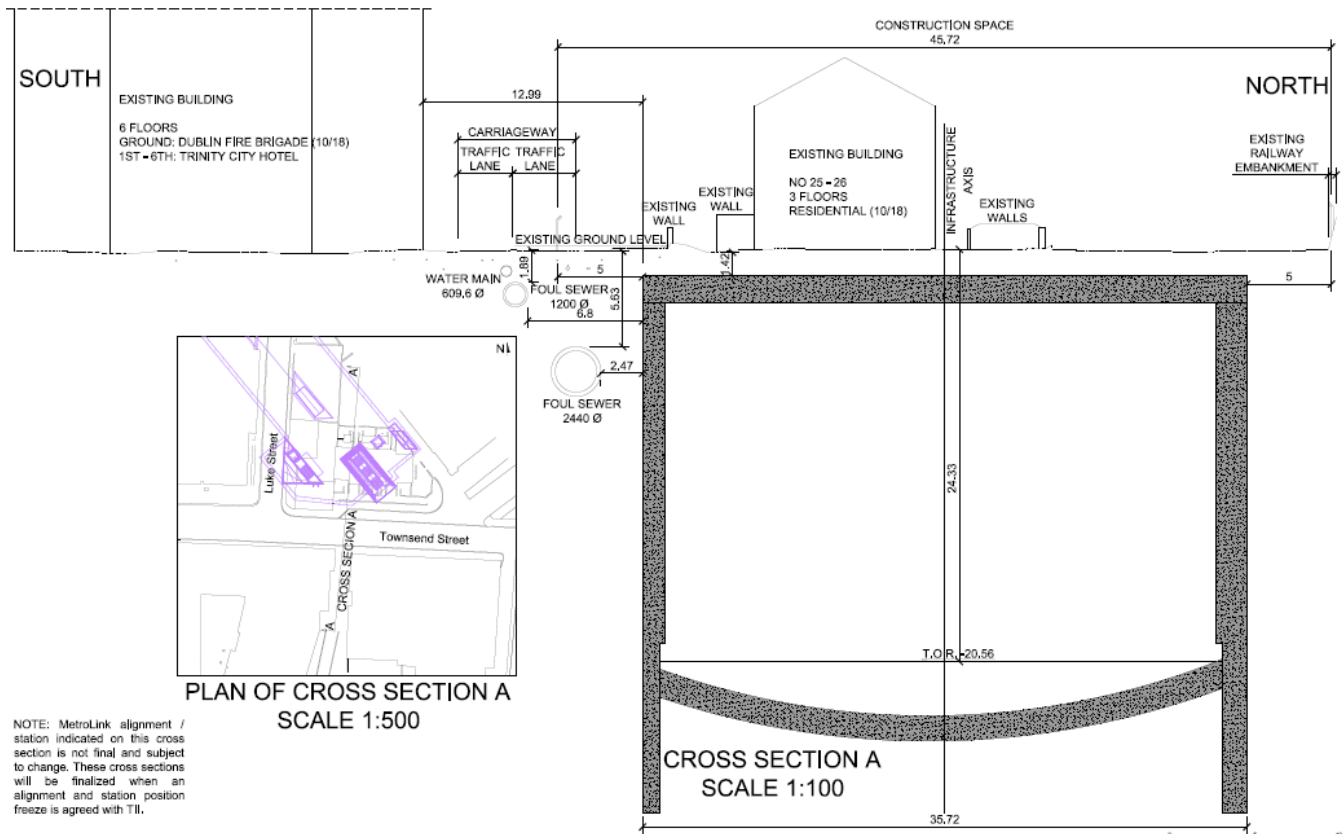 CONSTRUCTION SPACE
45,72
SOUTH
NORTH
EXISTING BUILDING
6 FLOORS
GROUND: DUBLIN FIRE BRIGADE (10/18)
1ST - 6TH: TRINITY CITY HOTEL
12.99
CARRIAGEWAY
TRAFFIC TRAFFIC
LANE LANE
EXISTING BUILDING
NO 25 - 26
3 FLOORS
RESIDENTIAL (10/18)
INFRASTRUCTURE
AXIS
EXISTING
RAILWAY
EMBANKMENT
EXISTING
WALL
EXISTING
WALL
EXISTING
WALLS
EXISTING GROUND LEVEL
1.89
1.42
WATER MAIN
609,6 Ø
FOUL SEWER
1200 Ø
5
5.63
5
6.8
2,47
FOUL SEWER
2440 Ø
24.33
N
A'
Luke Street
Townsend Street
CROSS SECION A
A'
T.O.R.-20.56
PLAN OF CROSS SECTION A
SCALE 1:500
NOTE: MetroLink alignment /
station indicated on this cross
section is not final and subject
to change. These cross sections
will be finalized when an
alignment and station position
freeze is agreed with TII.
CROSS SECTION A
SCALE 1:100
35,72